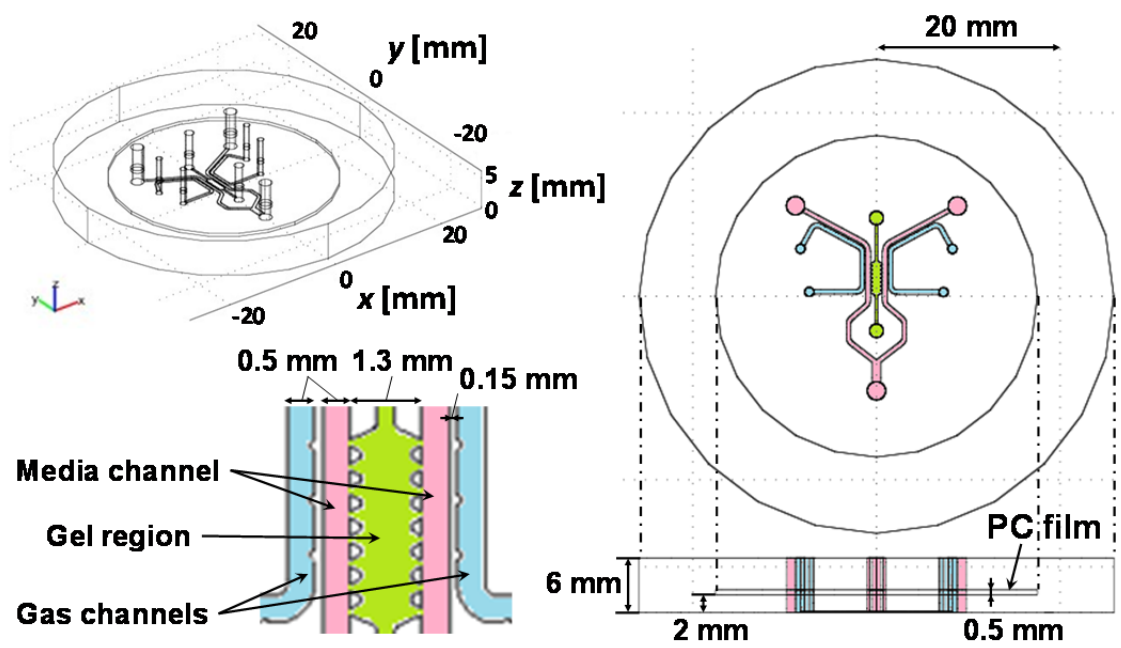 20
y [mm]
0
-20
5
z [mm]
0
20
0
x [mm]
-20
z
y
x
20 mm
0.5 mm
1.3 mm
0.15 mm
Media channel
Gel region
Gas channels
PC film
6 mm
2 mm
0.5 mm